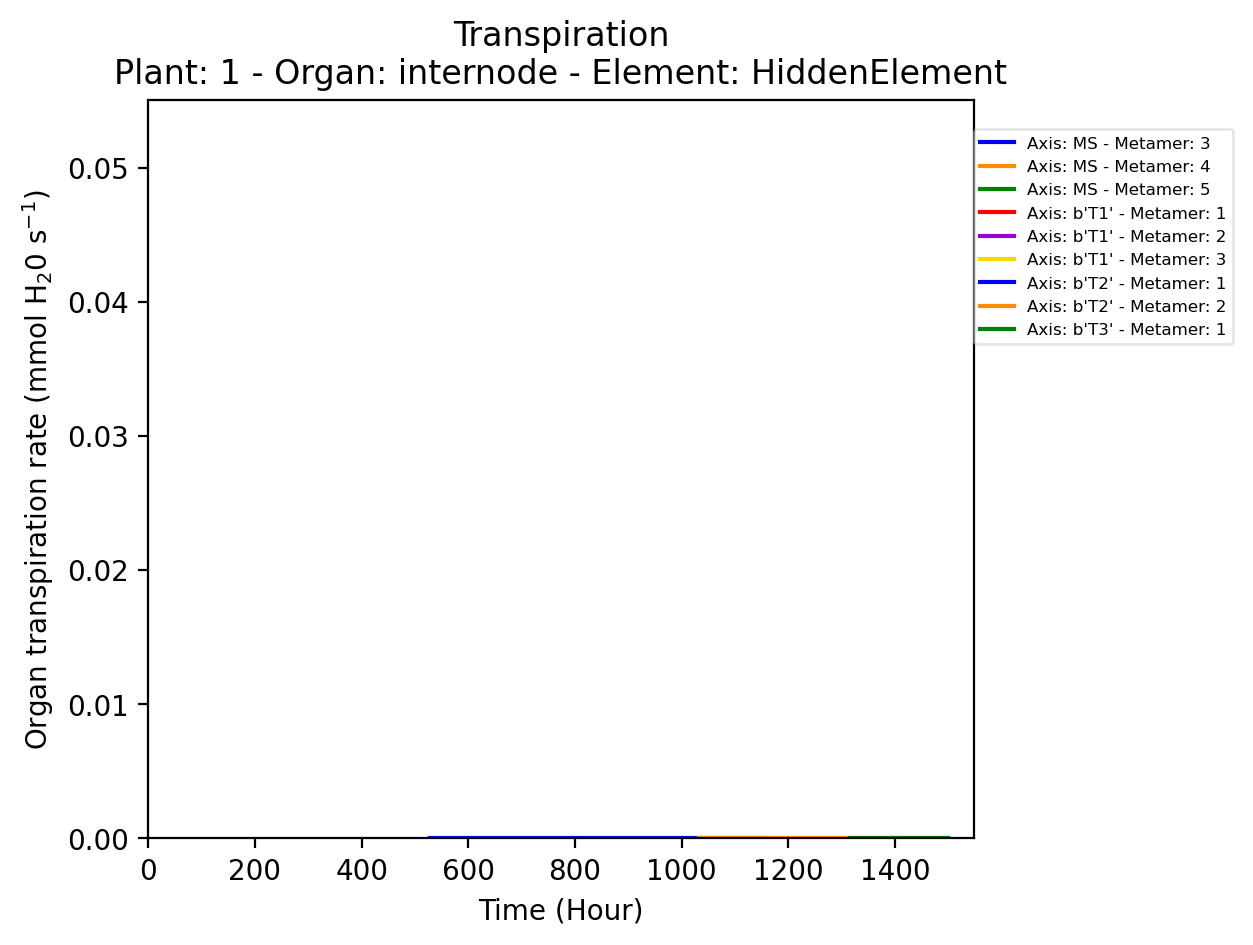 Transpiration
Plant: 1 - Organ: internode - Element: HiddenElement
Organ transpiration rate (mmol H₂0 s⁻¹)
0.05
0.04
0.03
0.02
0.01
0.00
0 200 400 600 800 1000 1200 1400
Time (Hour)
Axis: MS - Metamer: 3
Axis: MS - Metamer: 4
Axis: MS - Metamer: 5
Axis: b'T1' - Metamer: 1
Axis: b'T1' - Metamer: 2
Axis: b'T1' - Metamer: 3
Axis: b'T2' - Metamer: 1
Axis: b'T2' - Metamer: 2
Axis: b'T3' - Metamer: 1